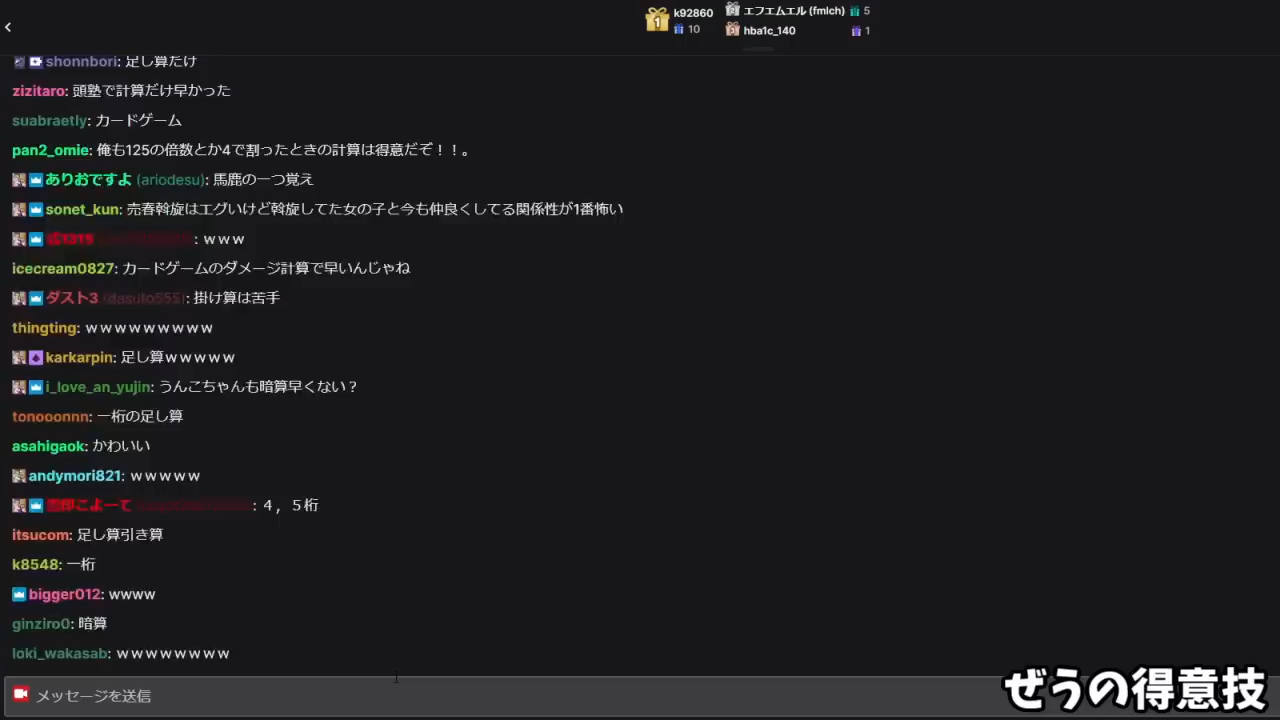 k92860
10
エフエムエル (fmlch) 5
hba1c_140 1
shonnbori: 足し算だけ
zizitaro: 頭塾で計算だけ早かった
suabraetly: カードゲーム
pan2_omie: 俺も125の倍数とか4で割ったときの計算は得意だぞ！！。
ありおですよ (ariodesu): 馬鹿の一つ覚え
sonet_kun: 売春斡旋はエグいけど斡旋してた女の子と今も仲良くしてる関係性が1番怖い
: ｗｗｗ
icecream0827: カードゲームのダメージ計算で早いんじゃね
ダスト3 (dasuto555): 掛け算は苦手
thingting: ｗｗｗｗｗｗｗｗｗ
karkarpin: 足し算ｗｗｗｗｗ
i_love_an_yujin: うんこちゃんも暗算早くない？
tonooonnn: 一桁の足し算
asahigaok: かわいい
andymori821: ｗｗｗｗｗ
: ４，５桁
itsucom: 足し算引き算
k8548: 一桁
bigger012: wwww
ginziro0: 暗算
loki_wakasab: ｗｗｗｗｗｗｗｗ
メッセージを送信
ぜうの得意技